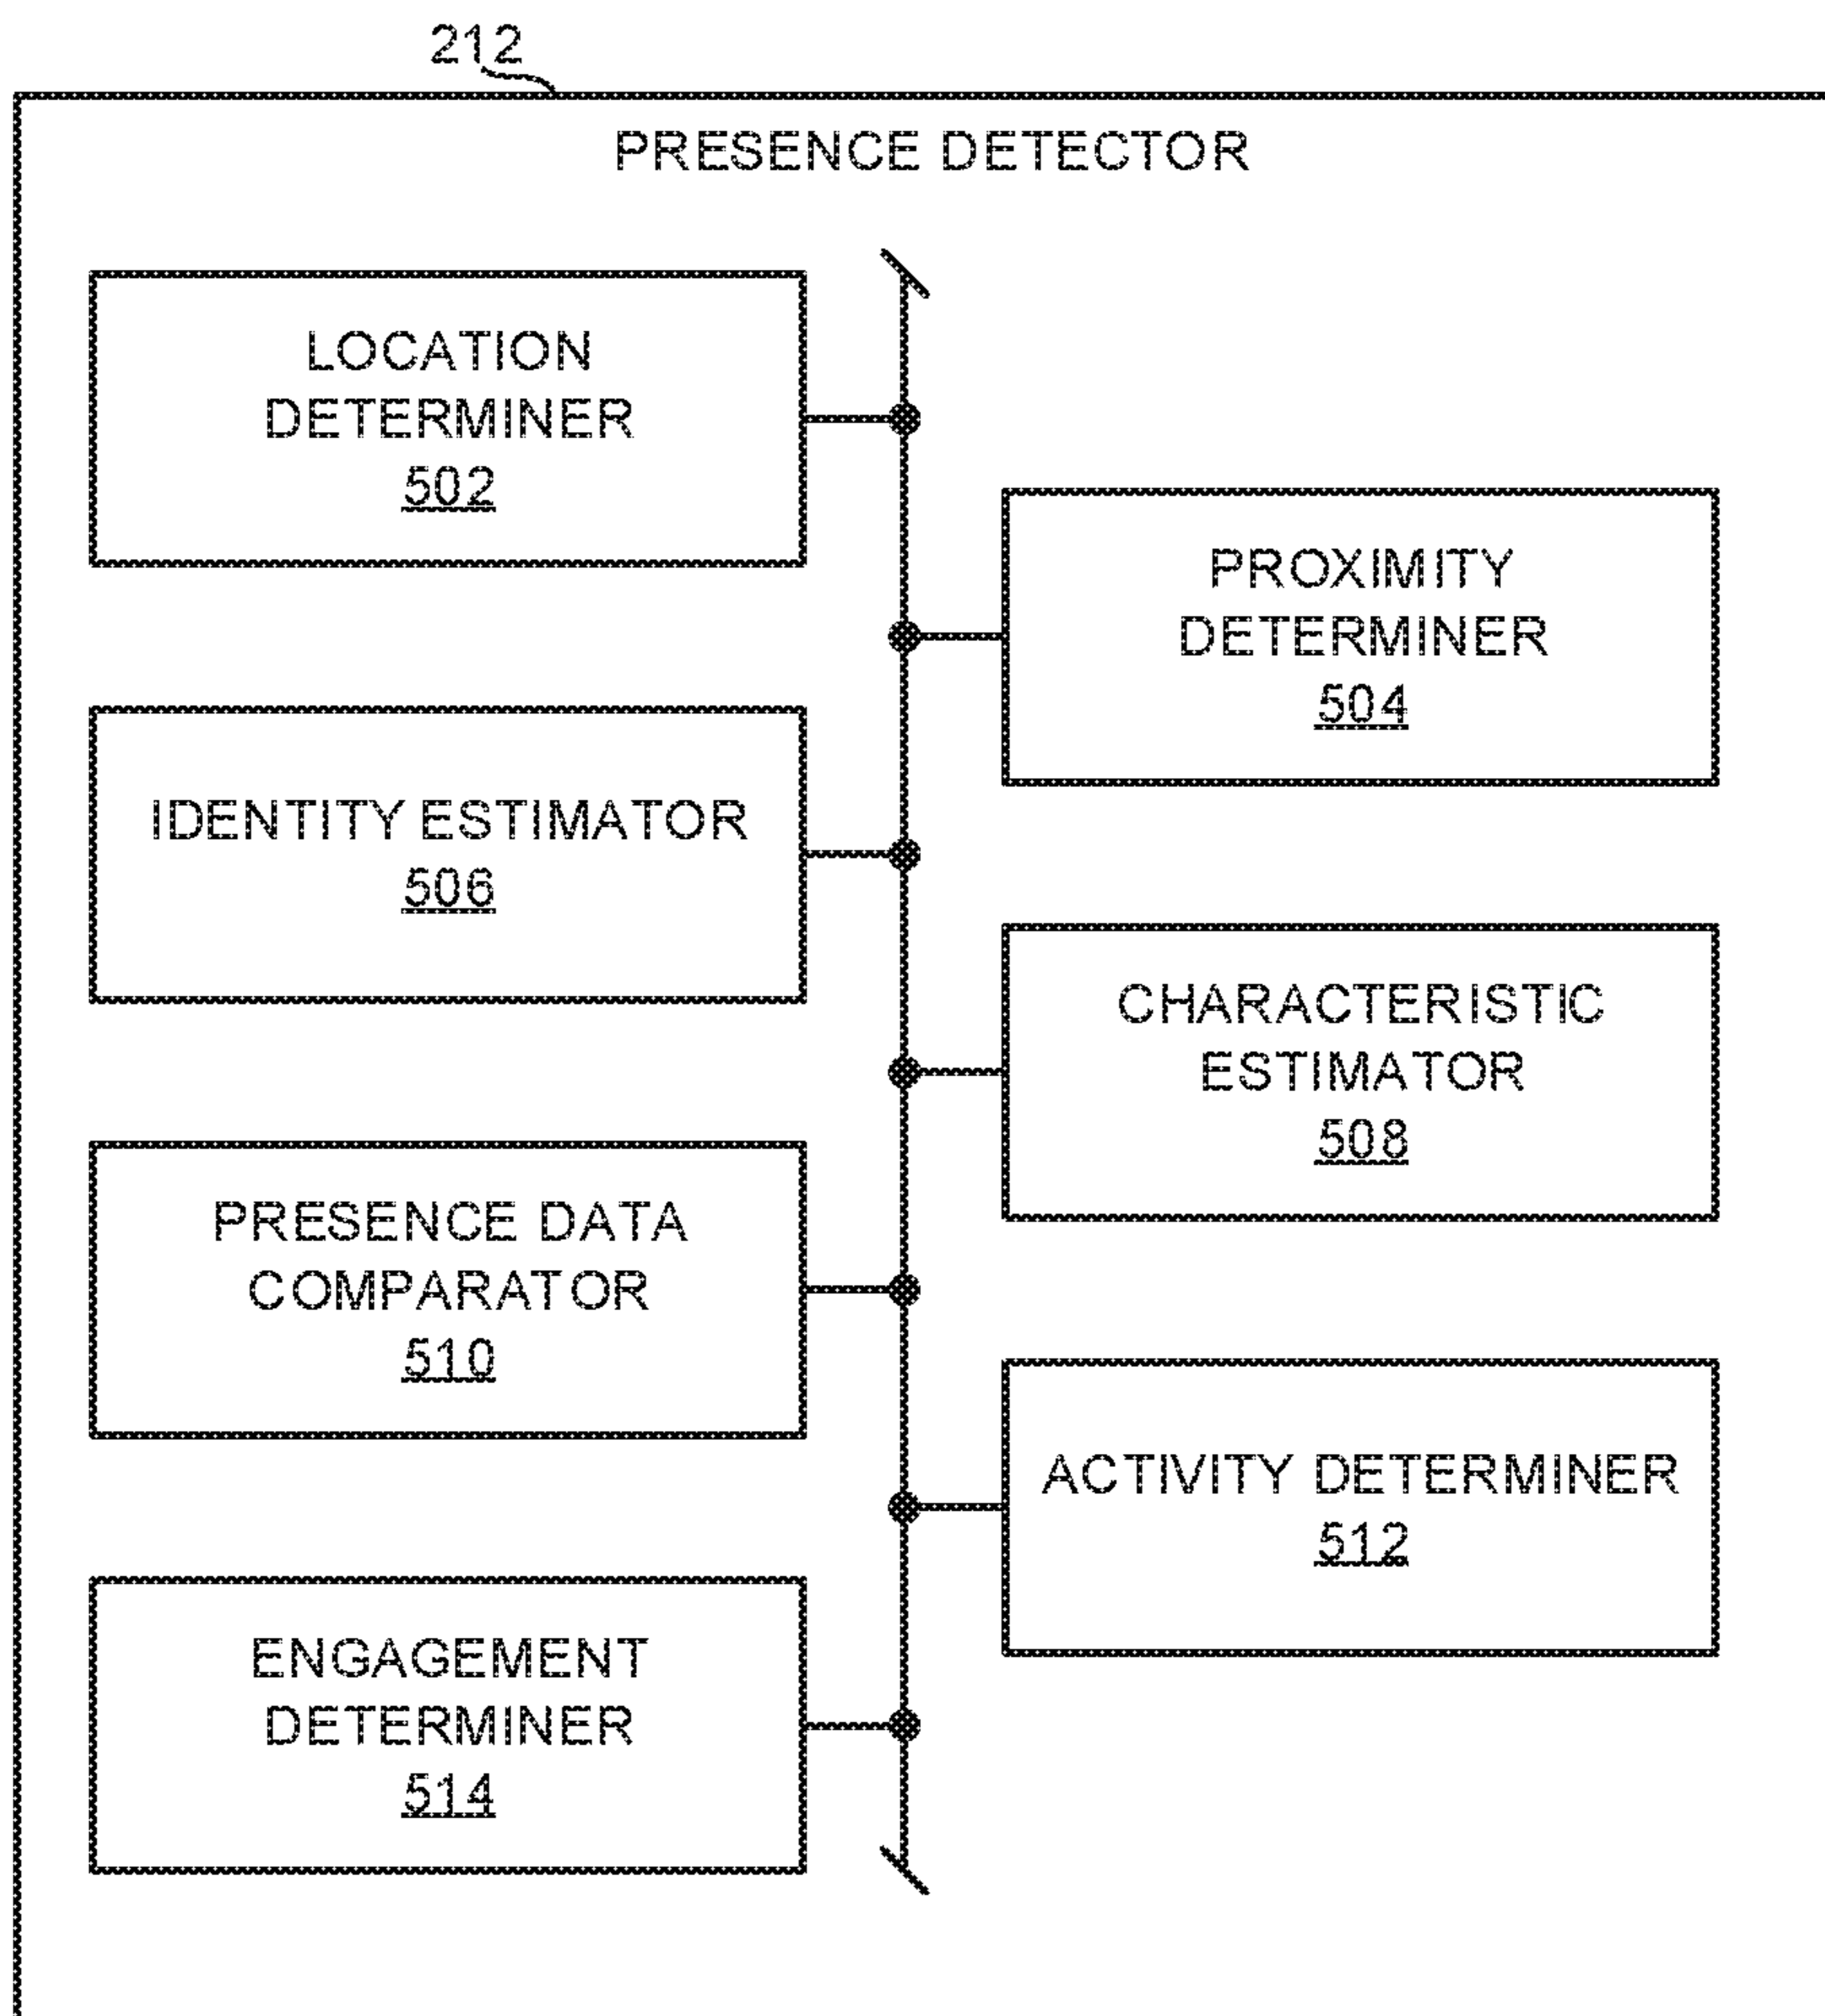 212
PRESENCE DETECTOR
LOCATION
DETERMINER
502
PROXIMITY
DETERMINER
504
IDENTITY ESTIMATOR
506
CHARACTERISTIC
ESTIMATOR
508
PRESENCE DATA
COMPARATOR
510
ACTIVITY DETERMINER
512
ENGAGEMENT
DETERMINER
514